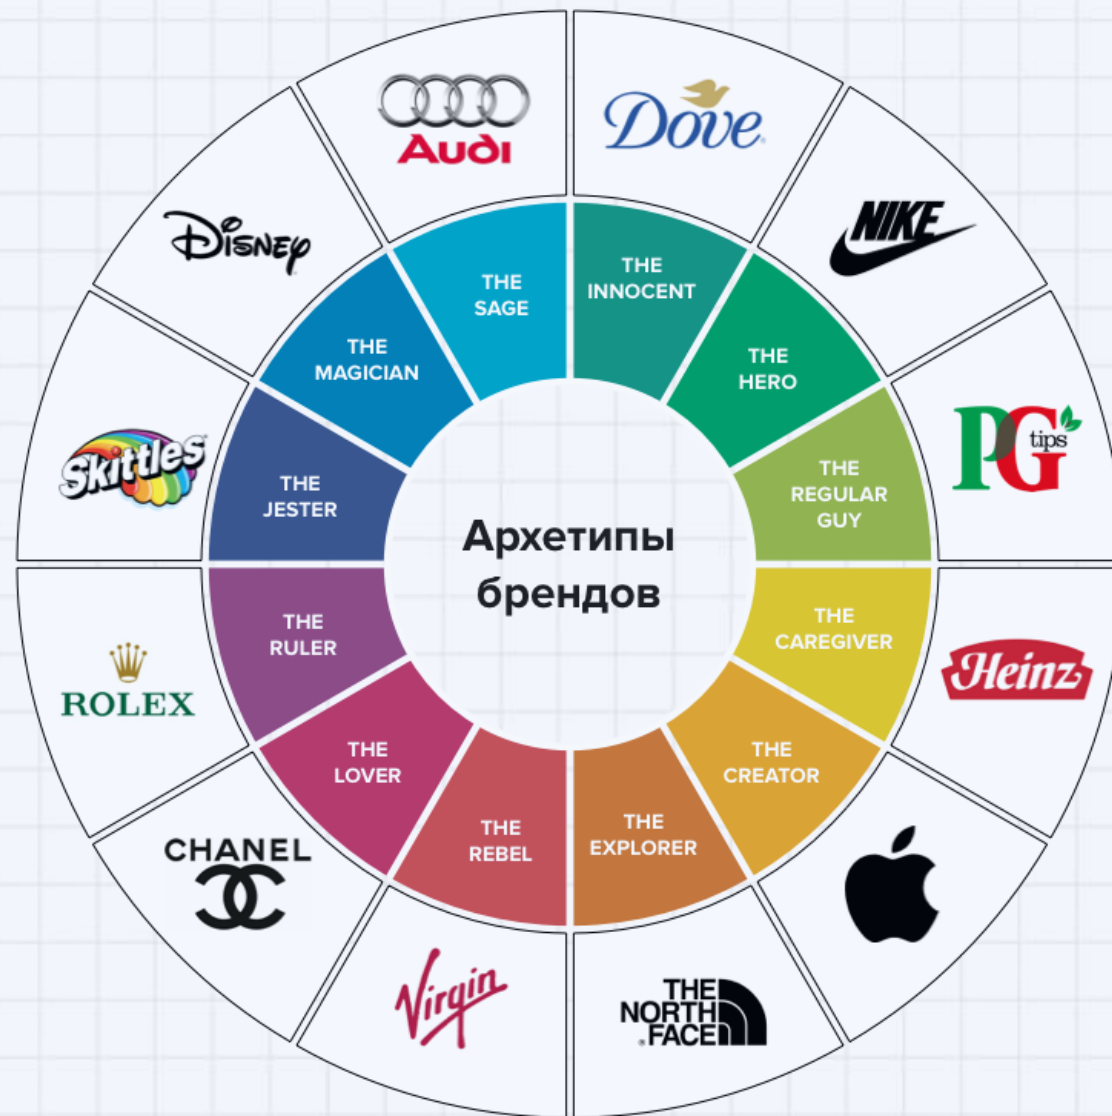 Audi
Dove
Disney
NIKE
THE
SAGE
THE
INNOCENT
THE
MAGICIAN
THE
HERO
Skittles
PG
tips
THE
JESTER
THE
REGULAR
GUY
Архетипы
брендов
THE
RULER
THE
CAREGIVER
ROLEX
Heinz
THE
LOVER
THE
CREATOR
THE
REBEL
THE
EXPLORER
CHANEL
Virgin
THE
NORTH
FACE